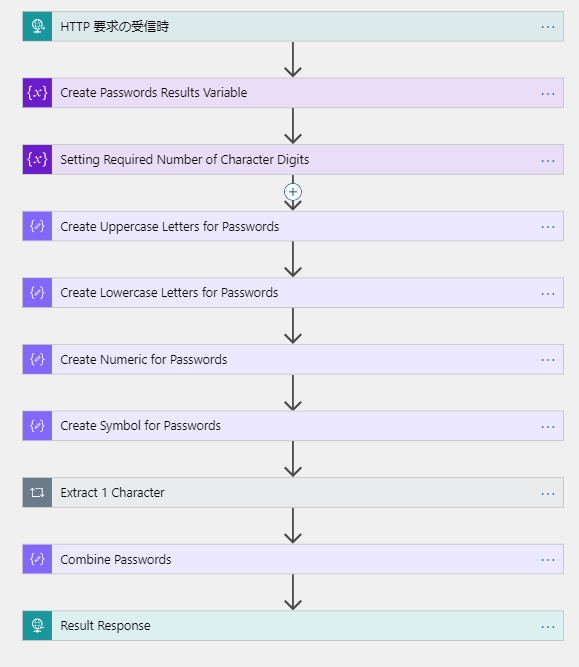 HTTP 要求の受信時
Create Passwords Results Variable
Setting Required Number of Character Digits
Create Uppercase Letters for Passwords
Create Lowercase Letters for Passwords
Create Numeric for Passwords
Create Symbol for Passwords
Extract 1 Character
Combine Passwords
Result Response